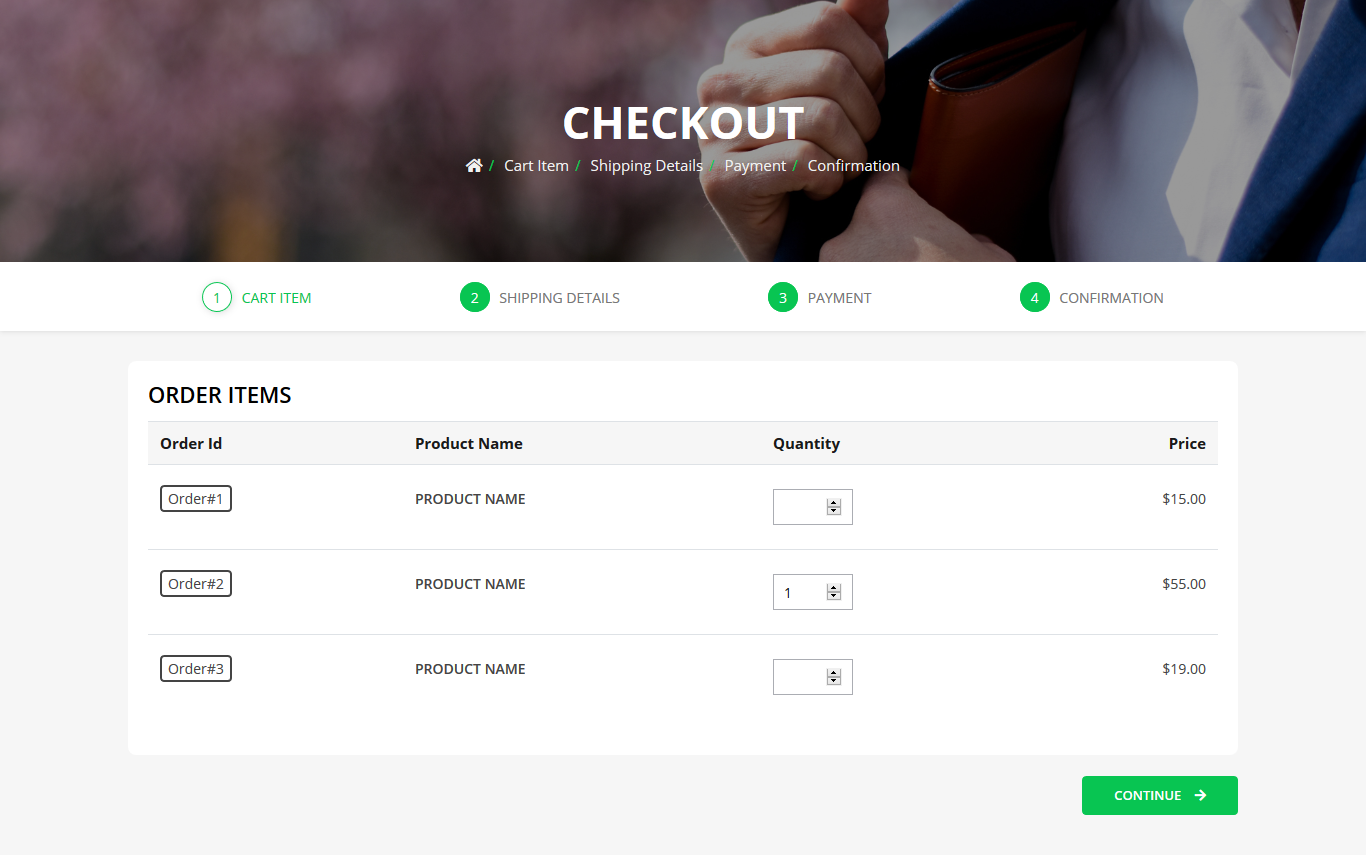 CHECKOUT
/ Cart Item / Shipping Details / Payment / Confirmation
1 CART ITEM 2 SHIPPING DETAILS 3 PAYMENT 4 CONFIRMATION
ORDER ITEMS
Order Id Product Name Quantity Price
Order#1 PRODUCT NAME $15.00
Order#2 PRODUCT NAME 1 $55.00
Order#3 PRODUCT NAME $19.00
CONTINUE